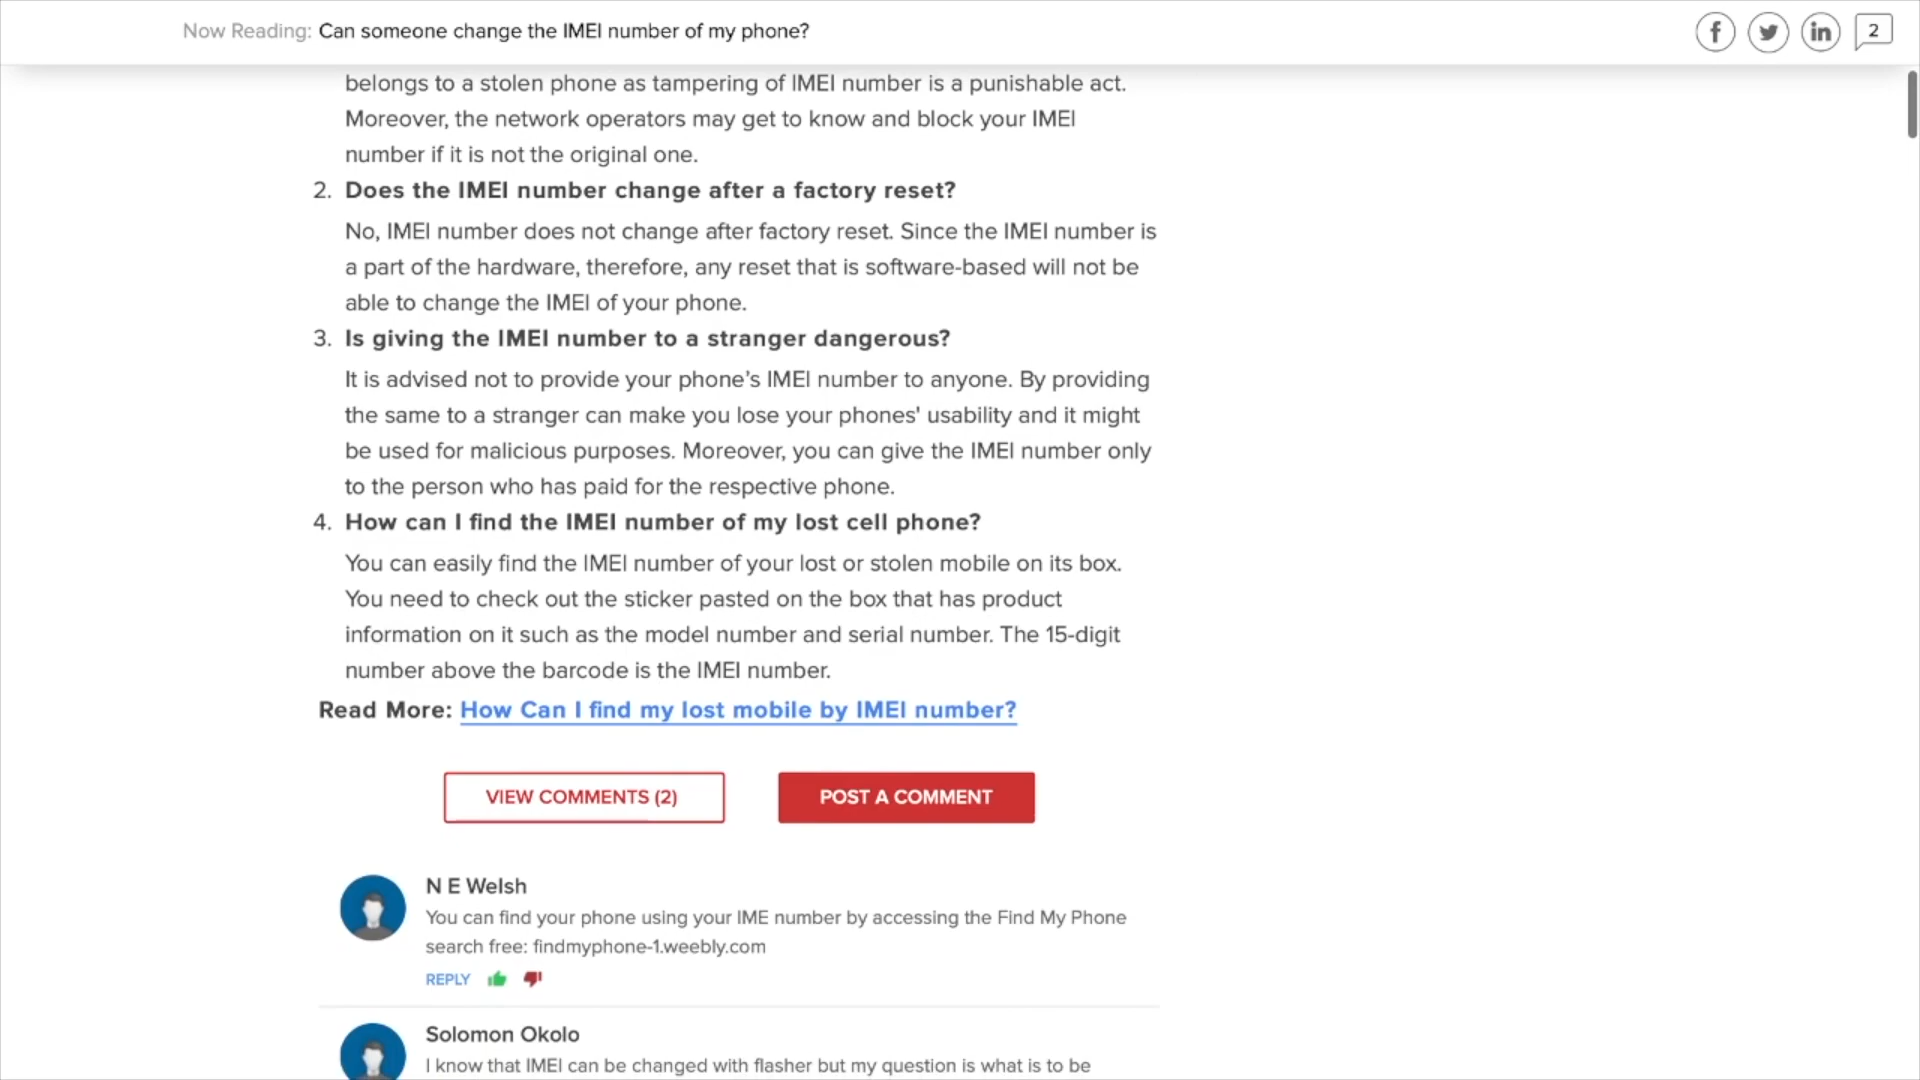 Now Reading: Can someone change the IMEI number of my phone?
2
belongs to a stolen phone as tampering of IMEI number is a punishable act.
Moreover, the network operators may get to know and block your IMEI
number if it is not the original one.
2. Does the IMEI number change after a factory reset?
No, IMEI number does not change after factory reset. Since the IMEI number is
a part of the hardware, therefore, any reset that is software-based will not be
able to change the IMEI of your phone.
3. Is giving the IMEI number to a stranger dangerous?
It is advised not to provide your phone's IMEI number to anyone. By providing
the same to a stranger can make you lose your phones' usability and it might
be used for malicious purposes. Moreover, you can give the IMEI number only
to the person who has paid for the respective phone.
4. How can I find the IMEI number of my lost cell phone?
You can easily find the IMEI number of your lost or stolen mobile on its box.
You need to check out the sticker pasted on the box that has product
information on it such as the model number and serial number. The 15-digit
number above the barcode is the IMEI number.
Read More: How Can I find my lost mobile by IMEI number?
VIEW COMMENTS (2) POST A COMMENT
N E Welsh
You can find your phone using your IME number by accessing the Find My Phone
search free: findmyphone-1.weebly.com
REPLY
Solomon Okolo
I know that IMEI can be changed with flasher but my question is what is to be